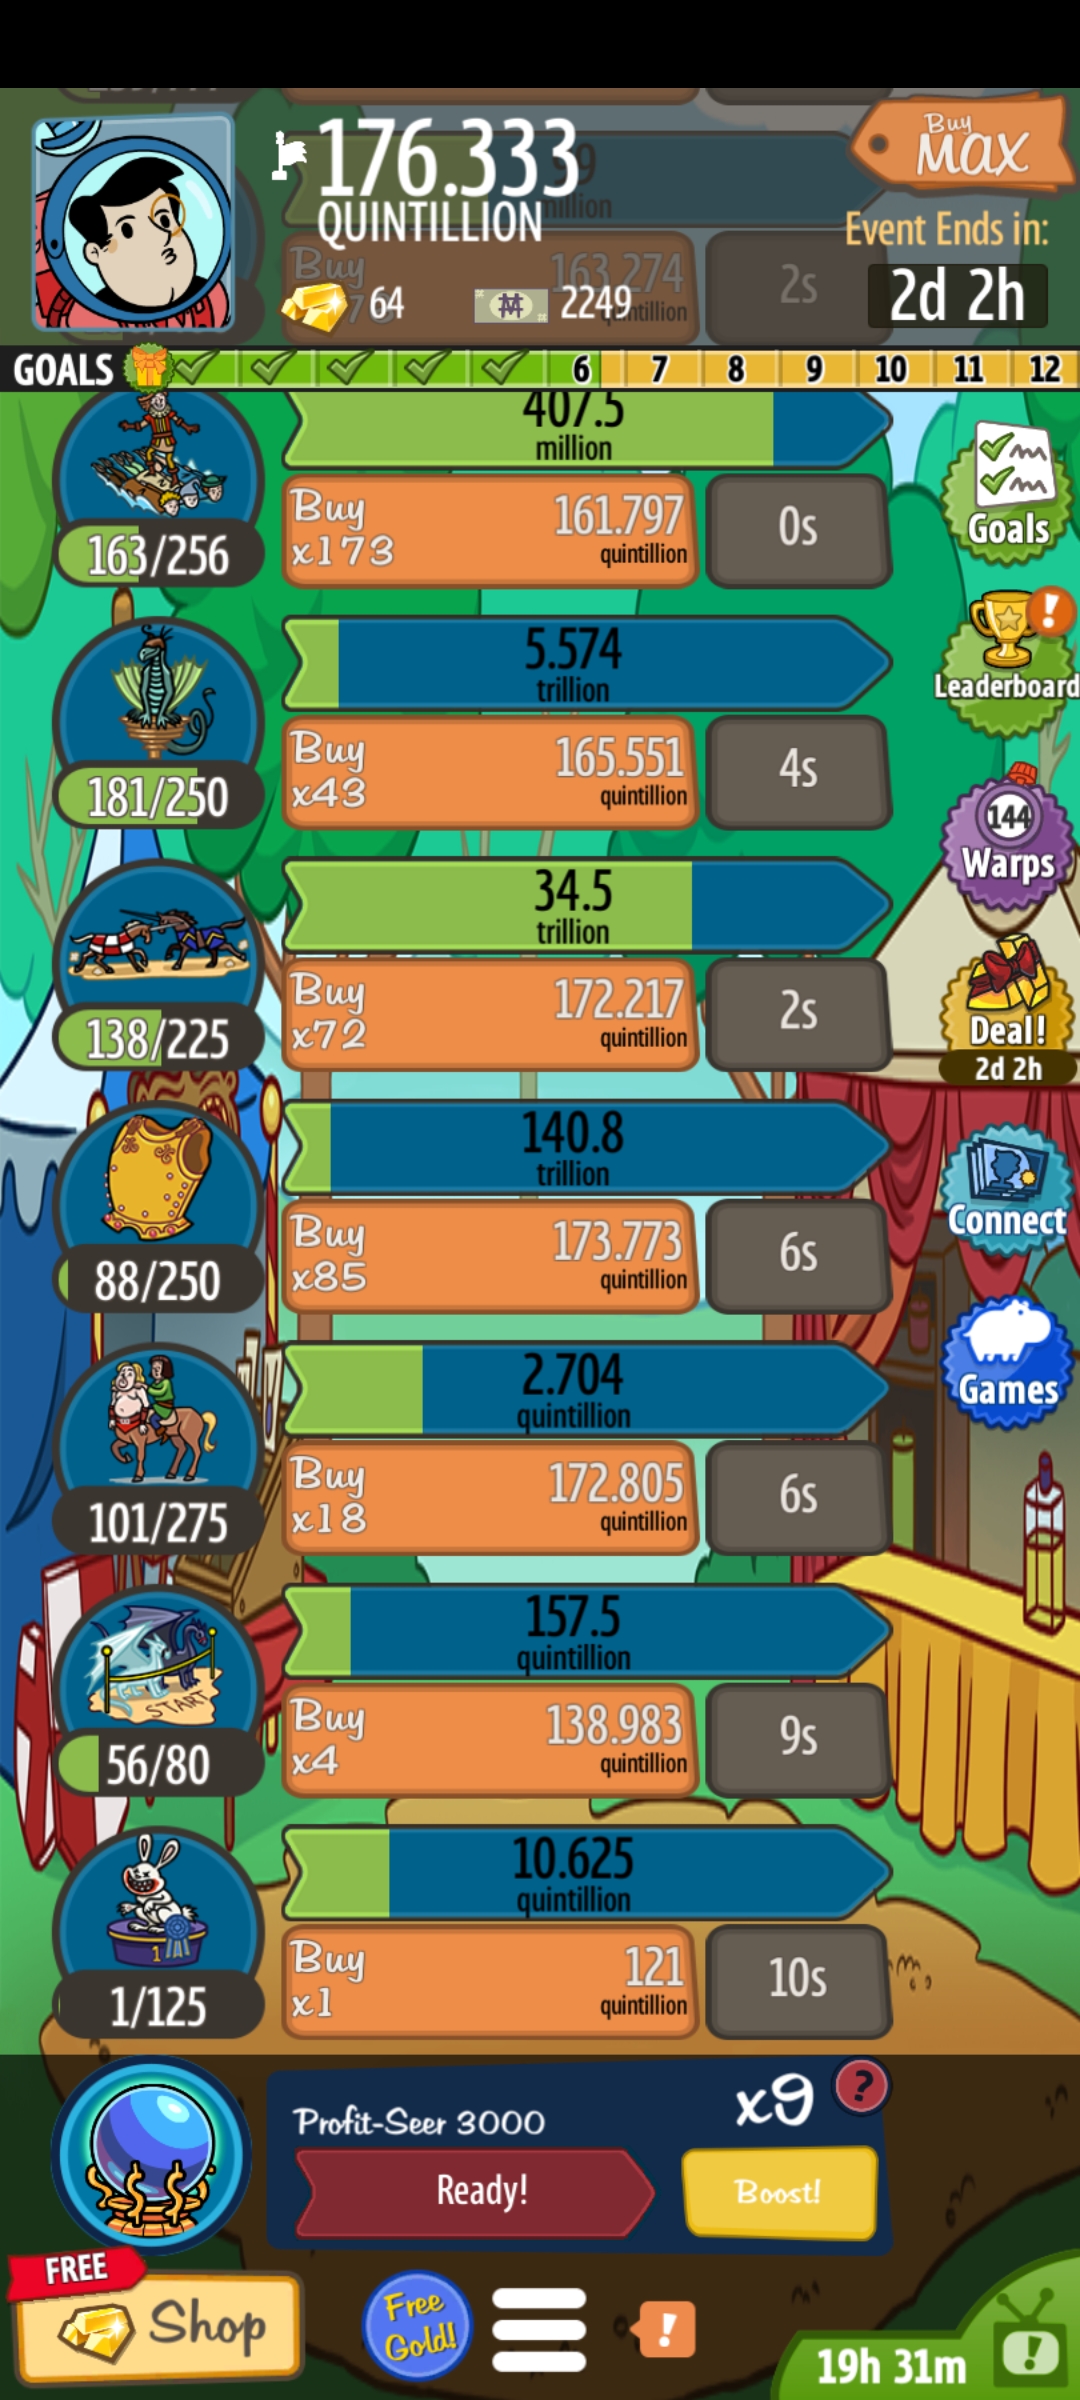 176.333
QUINTILLION
64
2249
Buy
MAX
Event Ends in:
2d 2h
Buy
163.274
2s
GOALS
6
7
8
9
10
11
12
407.5
million
163/256
Buy
x173
161.797
quintillion
0s
Goals
5.574
trillion
181/250
Buy
x43
165.551
quintillion
4s
Leaderboard
34.5
trillion
138/225
Buy
x72
172.217
quintillion
2s
144
Warps
Deal!
2d 2h
140.8
trillion
88/250
Buy
x85
173.773
quintillion
6s
Connect
2.704
quintillion
101/275
Buy
x18
172.805
quintillion
6s
Games
157.5
quintillion
START
56/80
Buy
x4
138.983
quintillion
9s
10.625
quintillion
1
1/125
Buy
x1
121
quintillion
10s
Profit-Seer 3000
x9
?
Ready!
Boost!
FREE
Shop
Free
Gold!
!
19h 31m
!